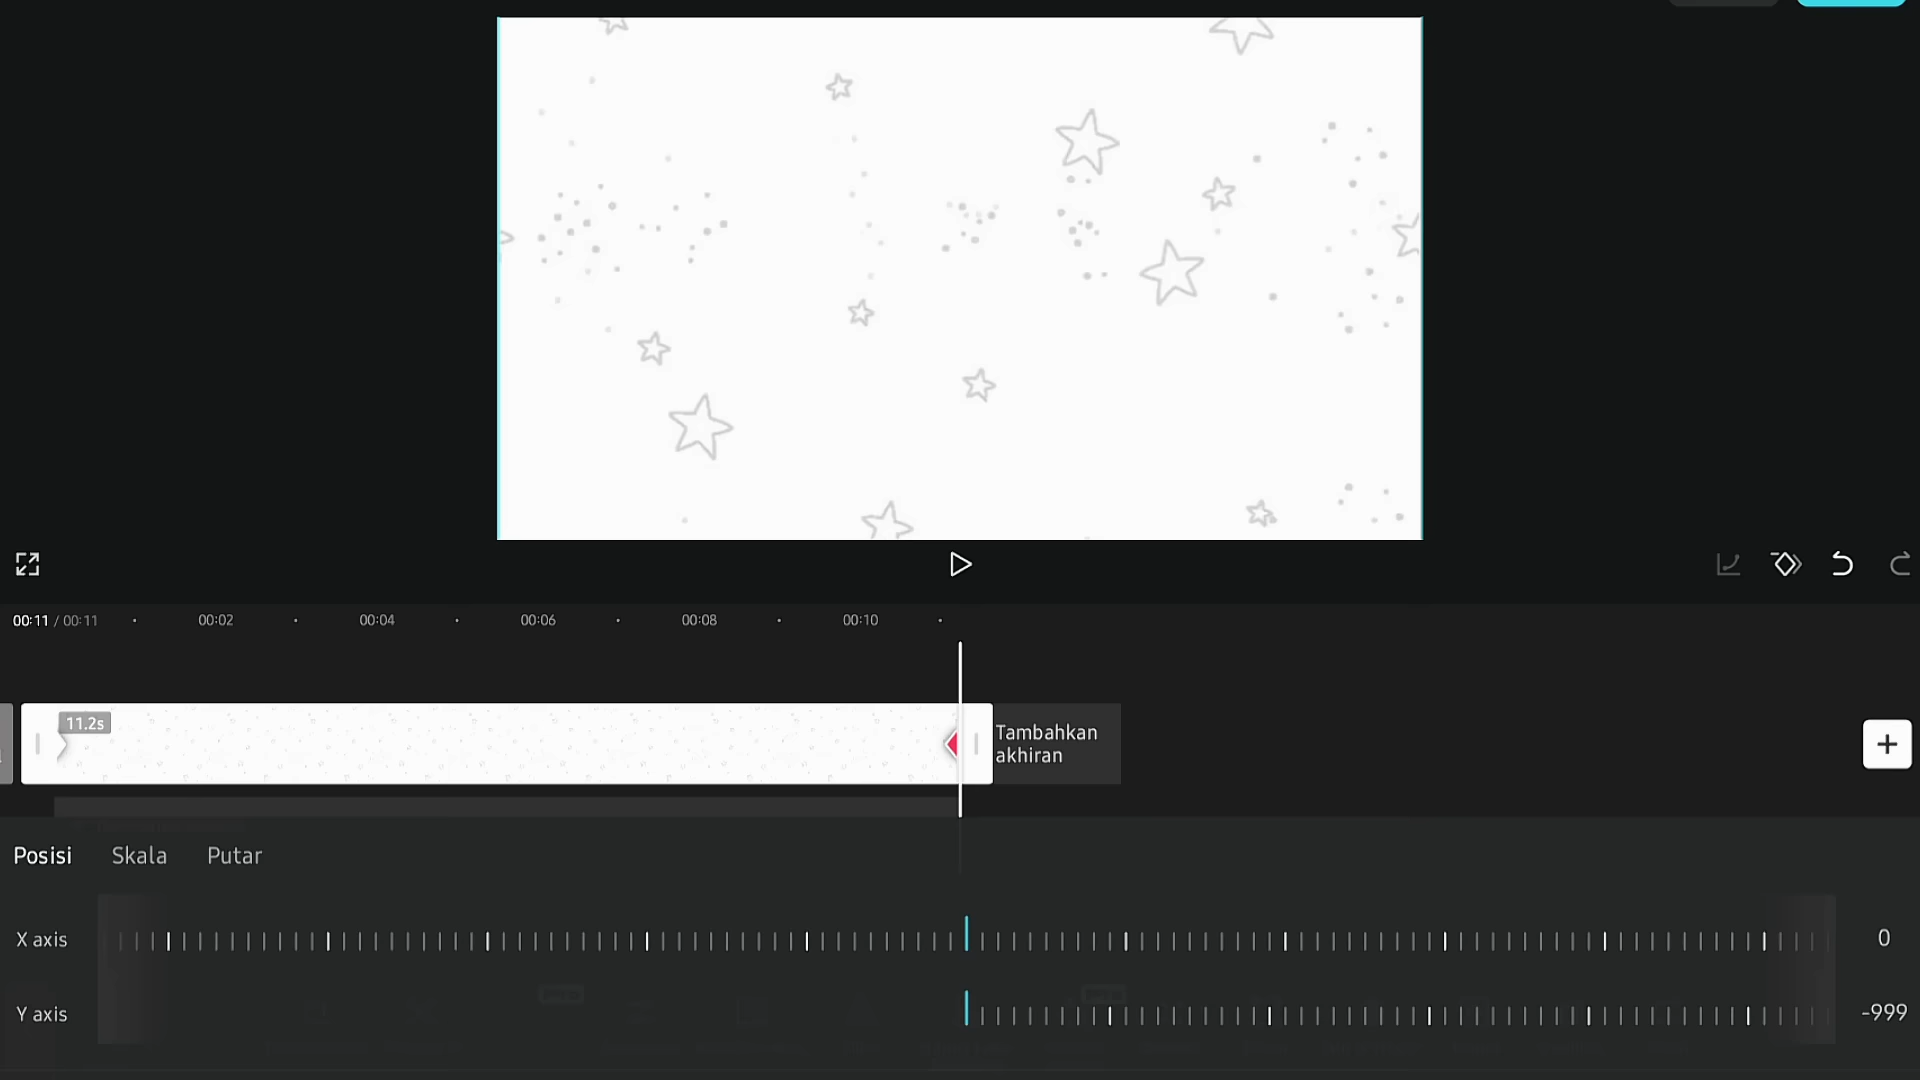 00:11 / 00:11
00:02
00:04
00:06
00:08
00:10
11.2s
Tambahkan
akhiran
Posisi
Skala
Putar
X axis
0
Y axis
-999